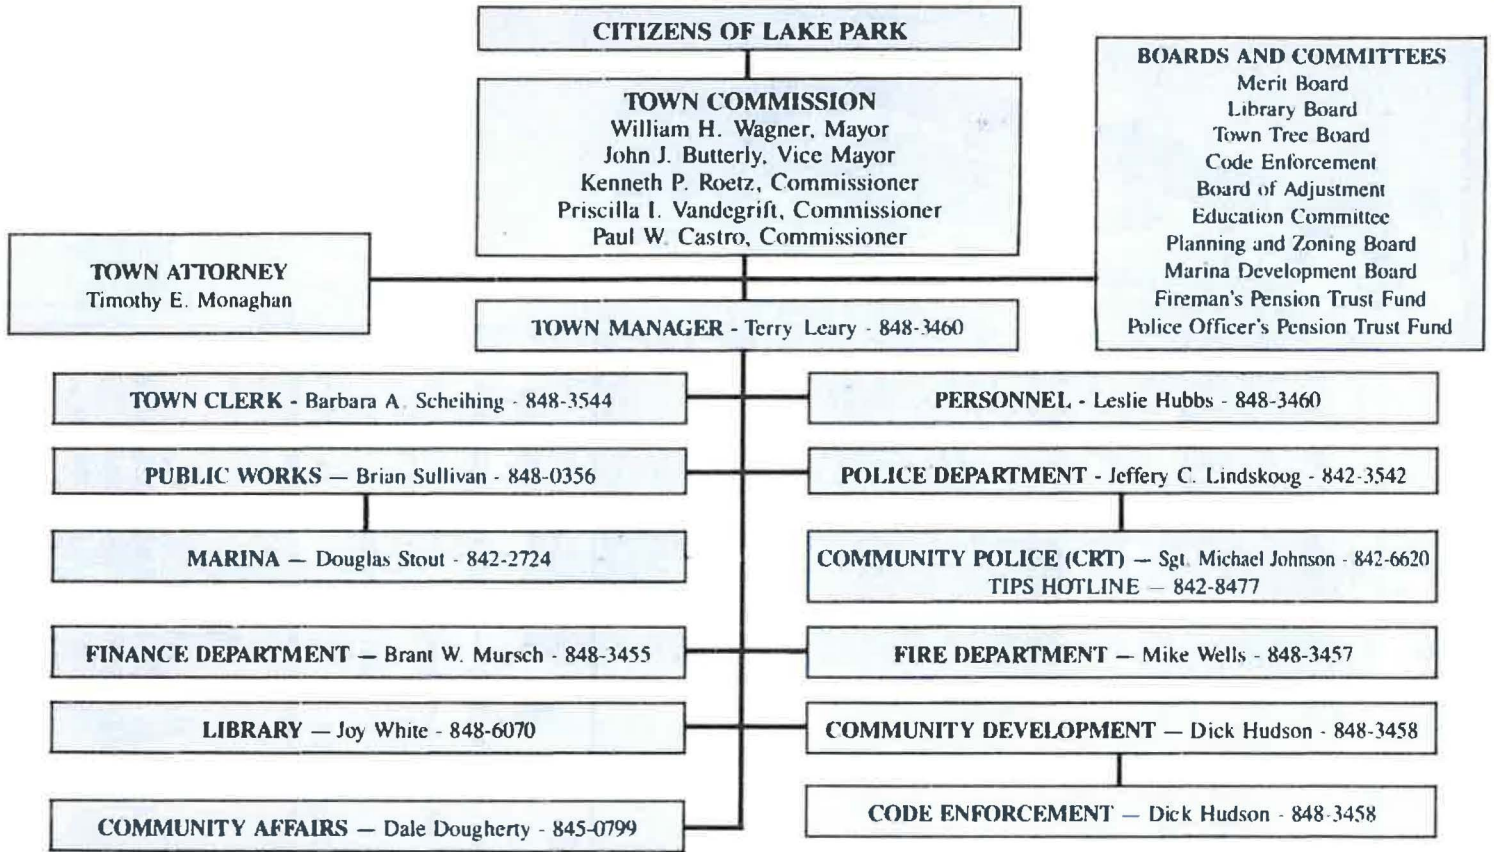 CITIZENS OF LAKE PARK
TOWN COMMISSION
William H. Wagner, Mayor
John J. Butterly, Vice Mayor
Kenneth P. Roetz, Commissioner
Priscilla I. Vandegrift, Commissioner
Paul W. Castro, Commissioner
BOARDS AND COMMITTEES
Merit Board
Library Board
Town Tree Board
Code Enforcement
Board of Adjustment
Education Committee
Planning and Zoning Board
Marina Development Board
Fireman's Pension Trust Fund
Police Officer's Pension Trust Fund
TOWN ATTORNEY
Timothy E. Monaghan
TOWN MANAGER - Terry Leary - 848-3460
TOWN CLERK - Barbara A. Scheihing - 848-3544
PERSONNEL - Leslie Hubbs - 848-3460
PUBLIC WORKS — Brian Sullivan - 848-0356
POLICE DEPARTMENT - Jeffery C. Lindskoog - 842-3542
MARINA — Douglas Stout - 842-2724
COMMUNITY POLICE (CRT) — Sgt. Michael Johnson - 842-6620
TIPS HOTLINE — 842-8477
FINANCE DEPARTMENT — Brant W. Mursch - 848-3455
FIRE DEPARTMENT — Mike Wells - 848-3457
LIBRARY — Joy White - 848-6070
COMMUNITY DEVELOPMENT — Dick Hudson - 848-3458
COMMUNITY AFFAIRS — Dale Dougherty - 845-0799
CODE ENFORCEMENT — Dick Hudson - 848-3458